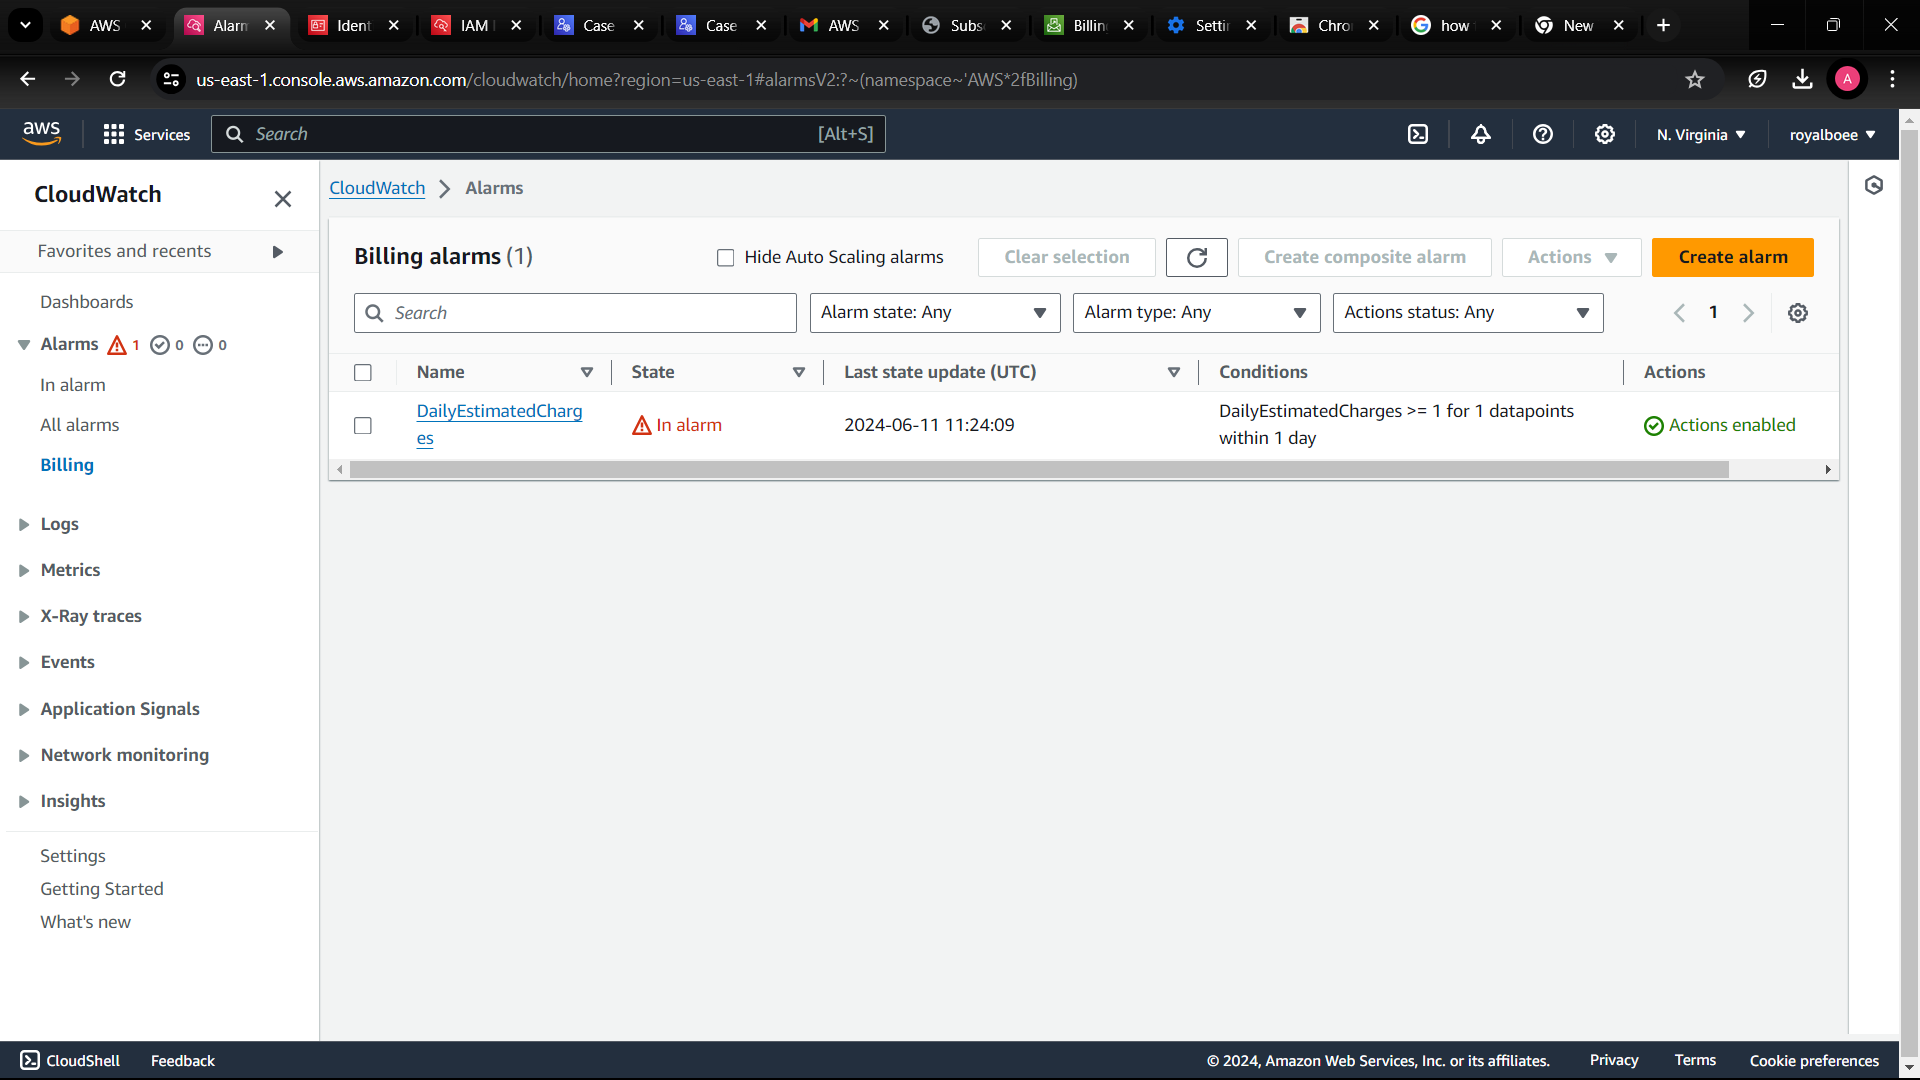 AWS
Alarm
Ident
IAM
Case
Case
AWS
Subs
Billin
Settin
Chro
how
New
us-east-1.console.aws.amazon.com/cloudwatch/home?region=us-east-1#alarmsV2:?~(namespace~'AWS*2fBilling)
A
aws
Services
Search
[Alt+S]
N. Virginia
royalboee
CloudWatch
Favorites and recents
Dashboards
Alarms 1 0 0
In alarm
All alarms
Billing
Logs
Metrics
X-Ray traces
Events
Application Signals
Network monitoring
Insights
Settings
Getting Started
What's new
CloudWatch
Alarms
Billing alarms (1)
Hide Auto Scaling alarms
Clear selection
Create composite alarm
Actions
Create alarm
Search
Alarm state: Any
Alarm type: Any
Actions status: Any
1
Name
State
Last state update (UTC)
Conditions
Actions
DailyEstimatedCharg
es
In alarm
2024-06-11 11:24:09
DailyEstimatedCharges >= 1 for 1 datapoints
within 1 day
Actions enabled
CloudShell
Feedback
© 2024, Amazon Web Services, Inc. or its affiliates.
Privacy
Terms
Cookie preferences